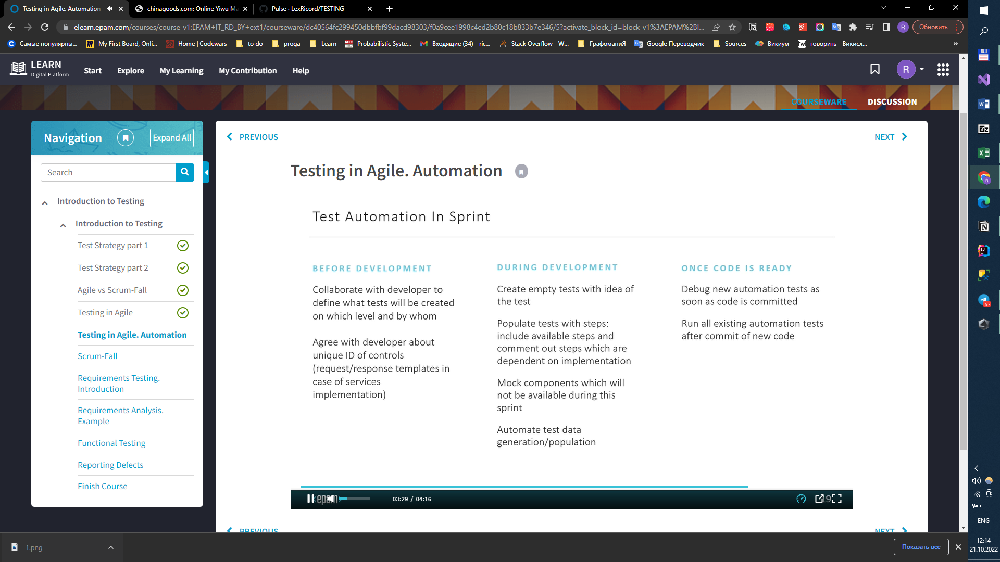 Testing in Agile. Automation
chinagoods.com: Online Yiwu Ma
Pulse · LexRicord/TESTING
elearn.epam.com/courses/course-v1:EPAM+IT_RD_BY+ext1/courseware/dc40564fc299450dbbfbf99dacd98303/f0a9cee1998c4ed2b80c18b833b7e346/5?activate_block_id=block-v1%3AEPAM%2BI...
R
Обновить
Самые популярны...
My First Board, Onli...
Home | Codewars
to do
proga
Learn
MIT OCW
Probabilistic Syste...
Входящие (34) - ric...
Stack Overflow - W...
ГрафоманиЯ
Google Переводчик
Sources
Викиум
говорить - Викисл...
»
LEARN
Digital Platform
Start
Explore
My Learning
My Contribution
Help
R
COURSEWARE
DISCUSSION
Navigation
Expand All
Search
Introduction to Testing
Introduction to Testing
Test Strategy part 1
Test Strategy part 2
Agile vs Scrum-Fall
Testing in Agile
Testing in Agile. Automation
Scrum-Fall
Requirements Testing.
Introduction
Requirements Analysis.
Example
Functional Testing
Reporting Defects
Finish Course
PREVIOUS
NEXT
Testing in Agile. Automation
Test Automation In Sprint
BEFORE DEVELOPMENT
Collaborate with developer to
define what tests will be created
on which level and by whom
Agree with developer about
unique ID of controls
(request/response templates in
case of services
implementation)
DURING DEVELOPMENT
Create empty tests with idea of
the test
Populate tests with steps:
include available steps and
comment out steps which are
dependent on implementation
Mock components which will
not be available during this
sprint
Automate test data
generation/population
ONCE CODE IS READY
Debug new automation tests as
soon as code is committed
Run all existing automation tests
after commit of new code
epam
03:29 / 04:16
19
PREVIOUS
NEXT
1.png
Показать все
7z
97
ENG
12:14
21.10.2022